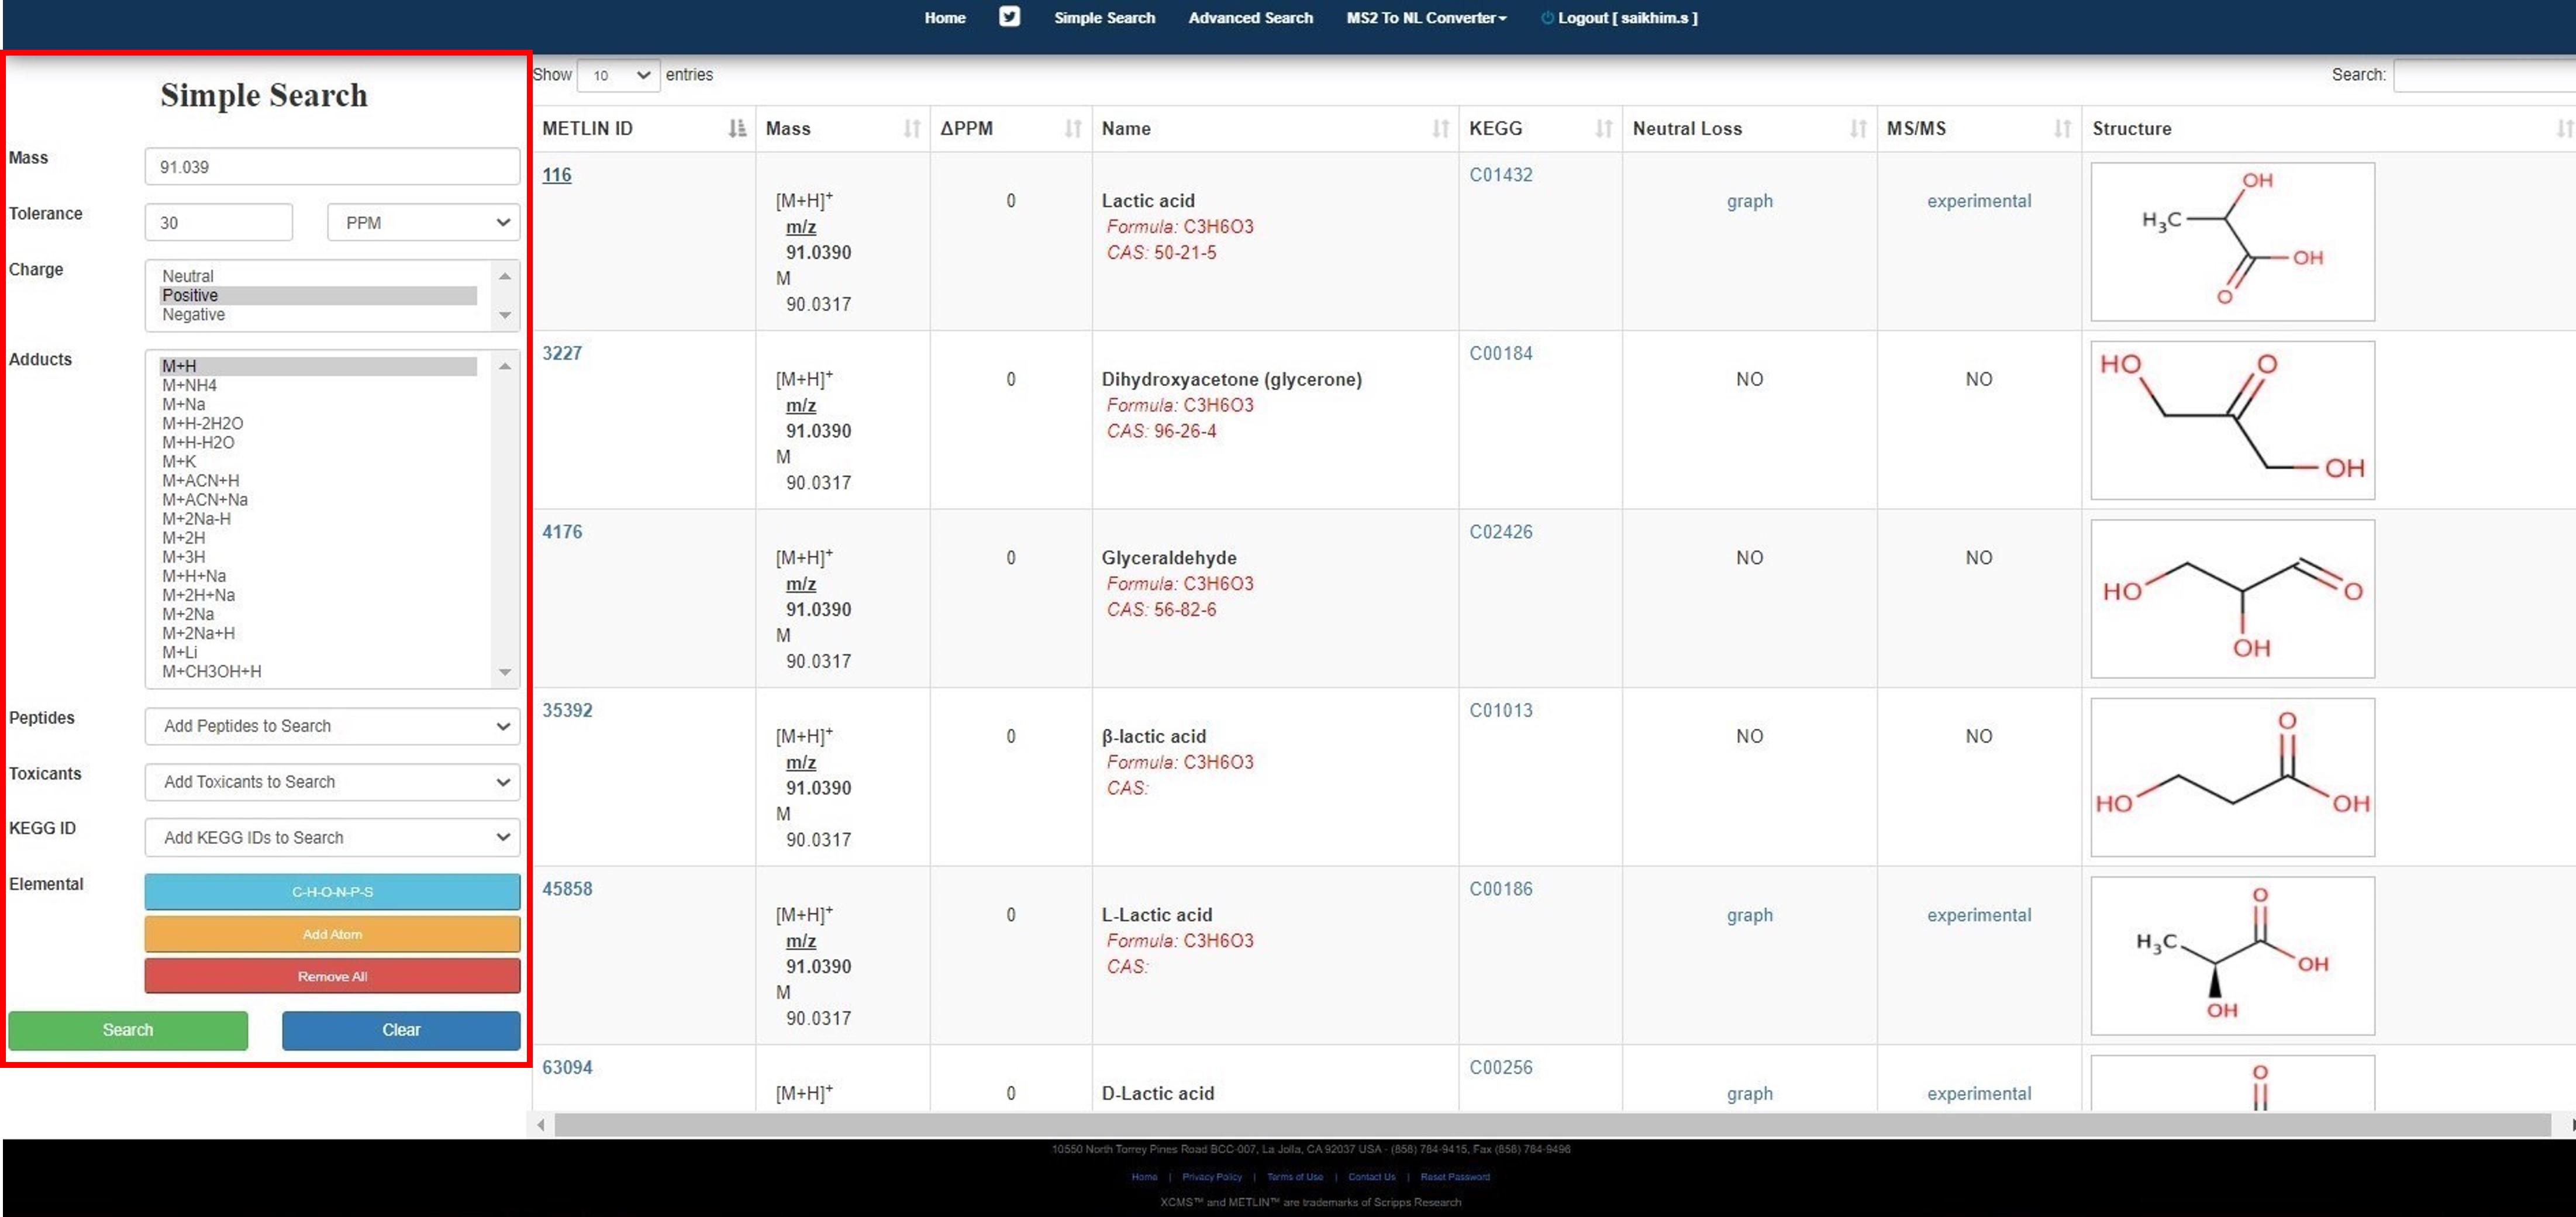 Home Simple Search Advanced Search MS2 To NL Converter Logout [ saikhim.s ]
Simple Search
Mass 91.039
Tolerance 30 PPM
Charge
Neutral
Positive
Negative
Adducts
M+H
M+NH4
M+Na
M+H-2H2O
M+H-H2O
M+K
M+ACN+H
M+ACN+Na
M+2Na-H
M+2H
M+3H
M+H+Na
M+2H+Na
M+2Na
M+2Na+H
M+Li
M+CH3OH+H
Peptides Add Peptides to Search
Toxicants Add Toxicants to Search
KEGG ID Add KEGG IDs to Search
Elemental C-H-O-N-P-S
Add Atom
Remove All
Search Clear
Show 10 entries Search:
METLIN ID Mass ΔPPM Name KEGG Neutral Loss MS/MS Structure
116 C01432
[M+H]⁺ 0 Lactic acid graph experimental
m/z Formula: C3H6O3
91.0390 CAS: 50-21-5
M
90.0317
OH
H₃C
OH
O
3227 C00184
[M+H]⁺ 0 Dihydroxyacetone (glycerone) NO NO
m/z Formula: C3H6O3
91.0390 CAS: 96-26-4
M
90.0317
HO O
OH
4176 C02426
[M+H]⁺ 0 Glyceraldehyde NO NO
m/z Formula: C3H6O3
91.0390 CAS: 56-82-6
M
90.0317
HO O
OH
35392 C01013
[M+H]⁺ 0 β-lactic acid NO NO
m/z Formula: C3H6O3
91.0390 CAS:
M
90.0317
O
HO OH
45858 C00186
[M+H]⁺ 0 L-Lactic acid graph experimental
m/z Formula: C3H6O3
91.0390 CAS:
M
90.0317
O
H₃C
OH
OH
63094 C00256
[M+H]⁺ 0 D-Lactic acid graph experimental
O
10550 North Torrey Pines Road BCC-007, La Jolla, CA 92037 USA - (858) 784-9415, Fax (858) 784-9496
Home | Privacy Policy | Terms of Use | Contact Us | Reset Password
XCMS™ and METLIN™ are trademarks of Scripps Research